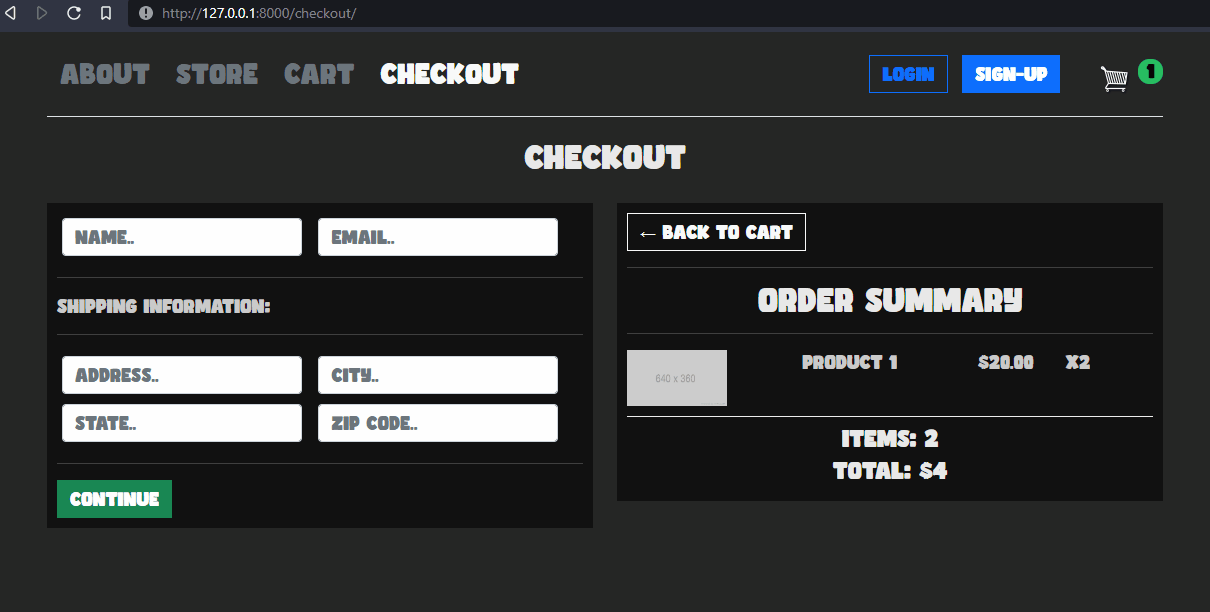 http://127.0.0.1:8000/checkout/
ABOUT STORE CART CHECKOUT LOGIN SIGN-UP 1
CHECKOUT
NAME.. EMAIL..
SHIPPING INFORMATION:
ADDRESS.. CITY..
STATE.. ZIP CODE..
CONTINUE
← BACK TO CART
ORDER SUMMARY
640 x 360 PRODUCT 1 $20.00 X2
ITEMS: 2
TOTAL: $4